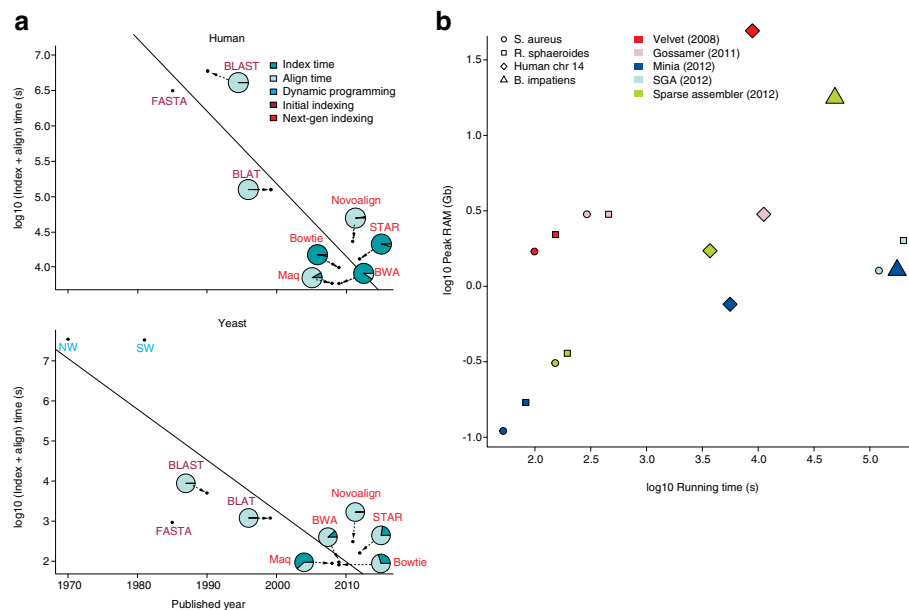 a
Human
7.0
6.5
6.0
5.5
5.0
4.5
4.0
log10 (Index + align) time (s)
BLAST
FASTA
BLAT
Novoalign
STAR
Bowtie
Maq
BWA
Index time
Align time
Dynamic programming
Initial indexing
Next-gen indexing
Yeast
7
6
5
4
3
2
log10 (Index + align) time (s)
NW
SW
BLAST
FASTA
BLAT
Novoalign
BWA
STAR
Maq
Bowtie
1970
1980
1990
2000
2010
Published year
b
S. aureus
R. sphaeroides
Human chr 14
B. impatiens
Velvet (2008)
Gossamer (2011)
Minia (2012)
SGA (2012)
Sparse assembler (2012)
1.5
1.0
0.5
0.0
-0.5
-1.0
log10 Peak RAM (Gb)
2.0
2.5
3.0
3.5
4.0
4.5
5.0
log10 Running time (s)